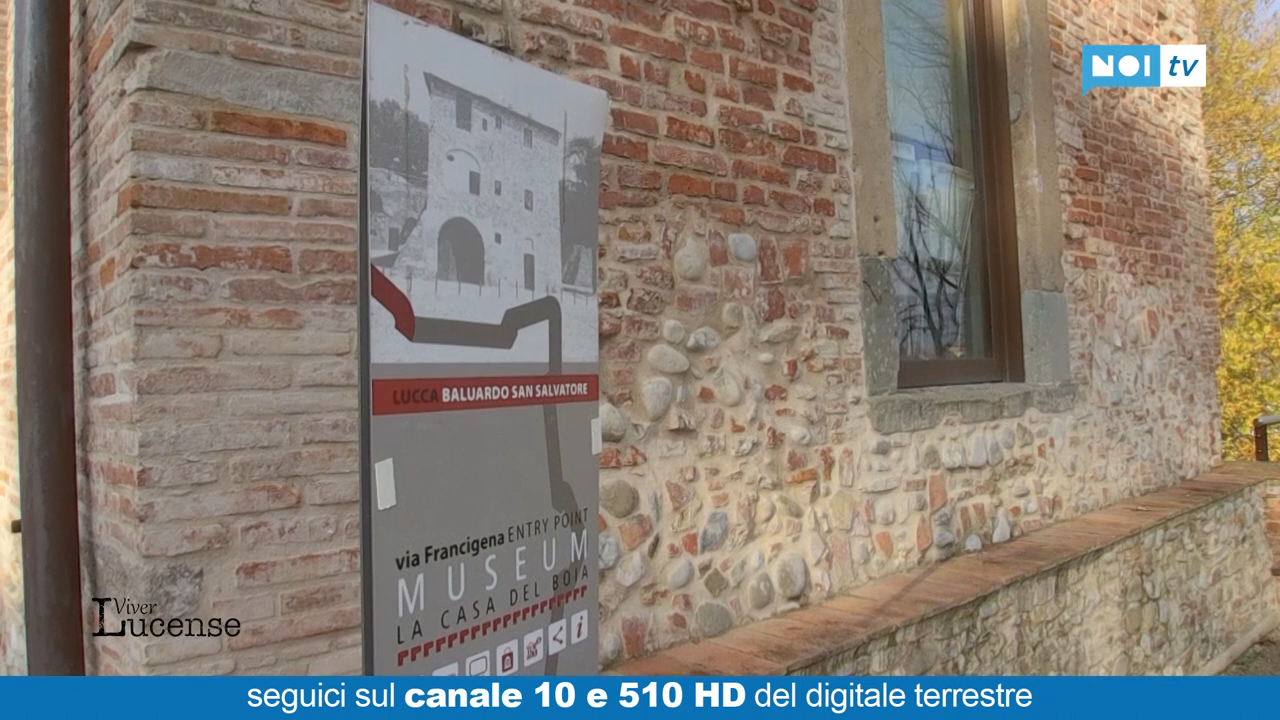 NOI tv
LUCCA BALUARDO SAN SALVATORE
via Francigena ENTRY POINT
MUSEUM
LA CASA DEL BOIA
i
Viver
Lucense
seguici sul canale 10 e 510 HD del digitale terrestre